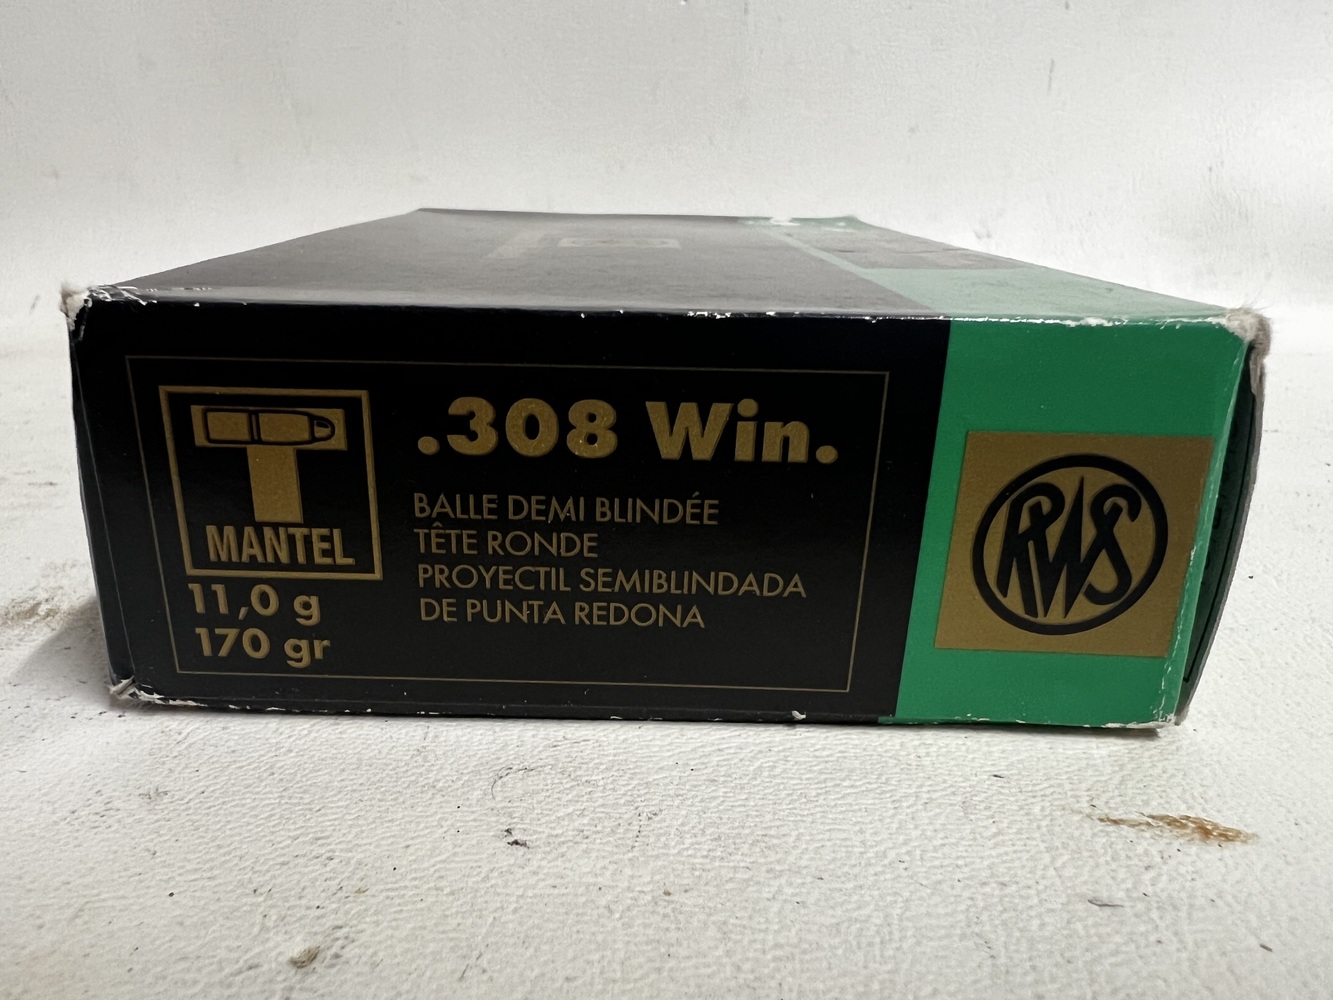 T
MANTEL
11,0 g
170 gr
.308 Win.
BALLE DEMI BLINDÉE
TÊTE RONDE
PROYECTIL SEMIBLINDADA
DE PUNTA REDONA
RWS